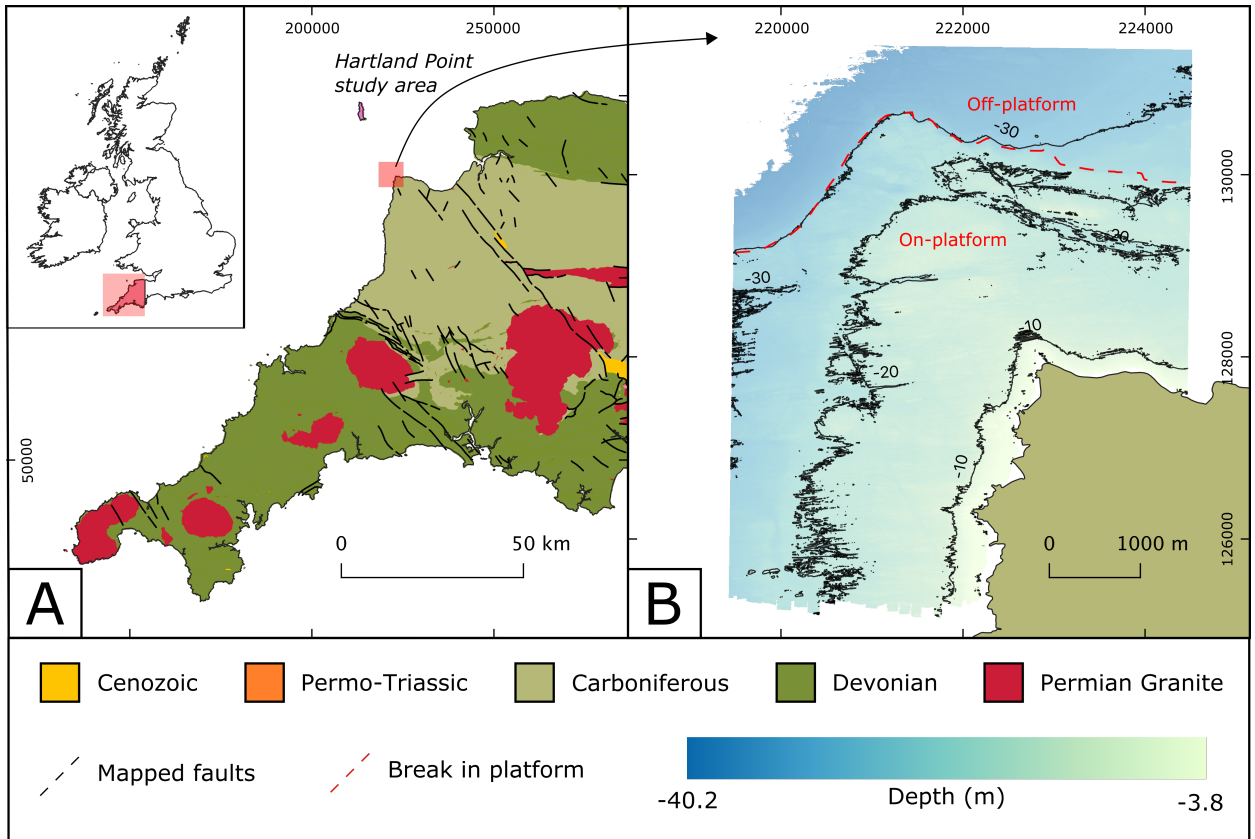 200000
250000
220000
222000
224000
Hartland Point
study area
Off-platform
-30
130000
On-platform
-20
-30
-10
128000
-20
50000
-10
126000
0
50 km
0
1000 m
A
B
Cenozoic
Permo-Triassic
Carboniferous
Devonian
Permian Granite
Mapped faults
Break in platform
-40.2
Depth (m)
-3.8